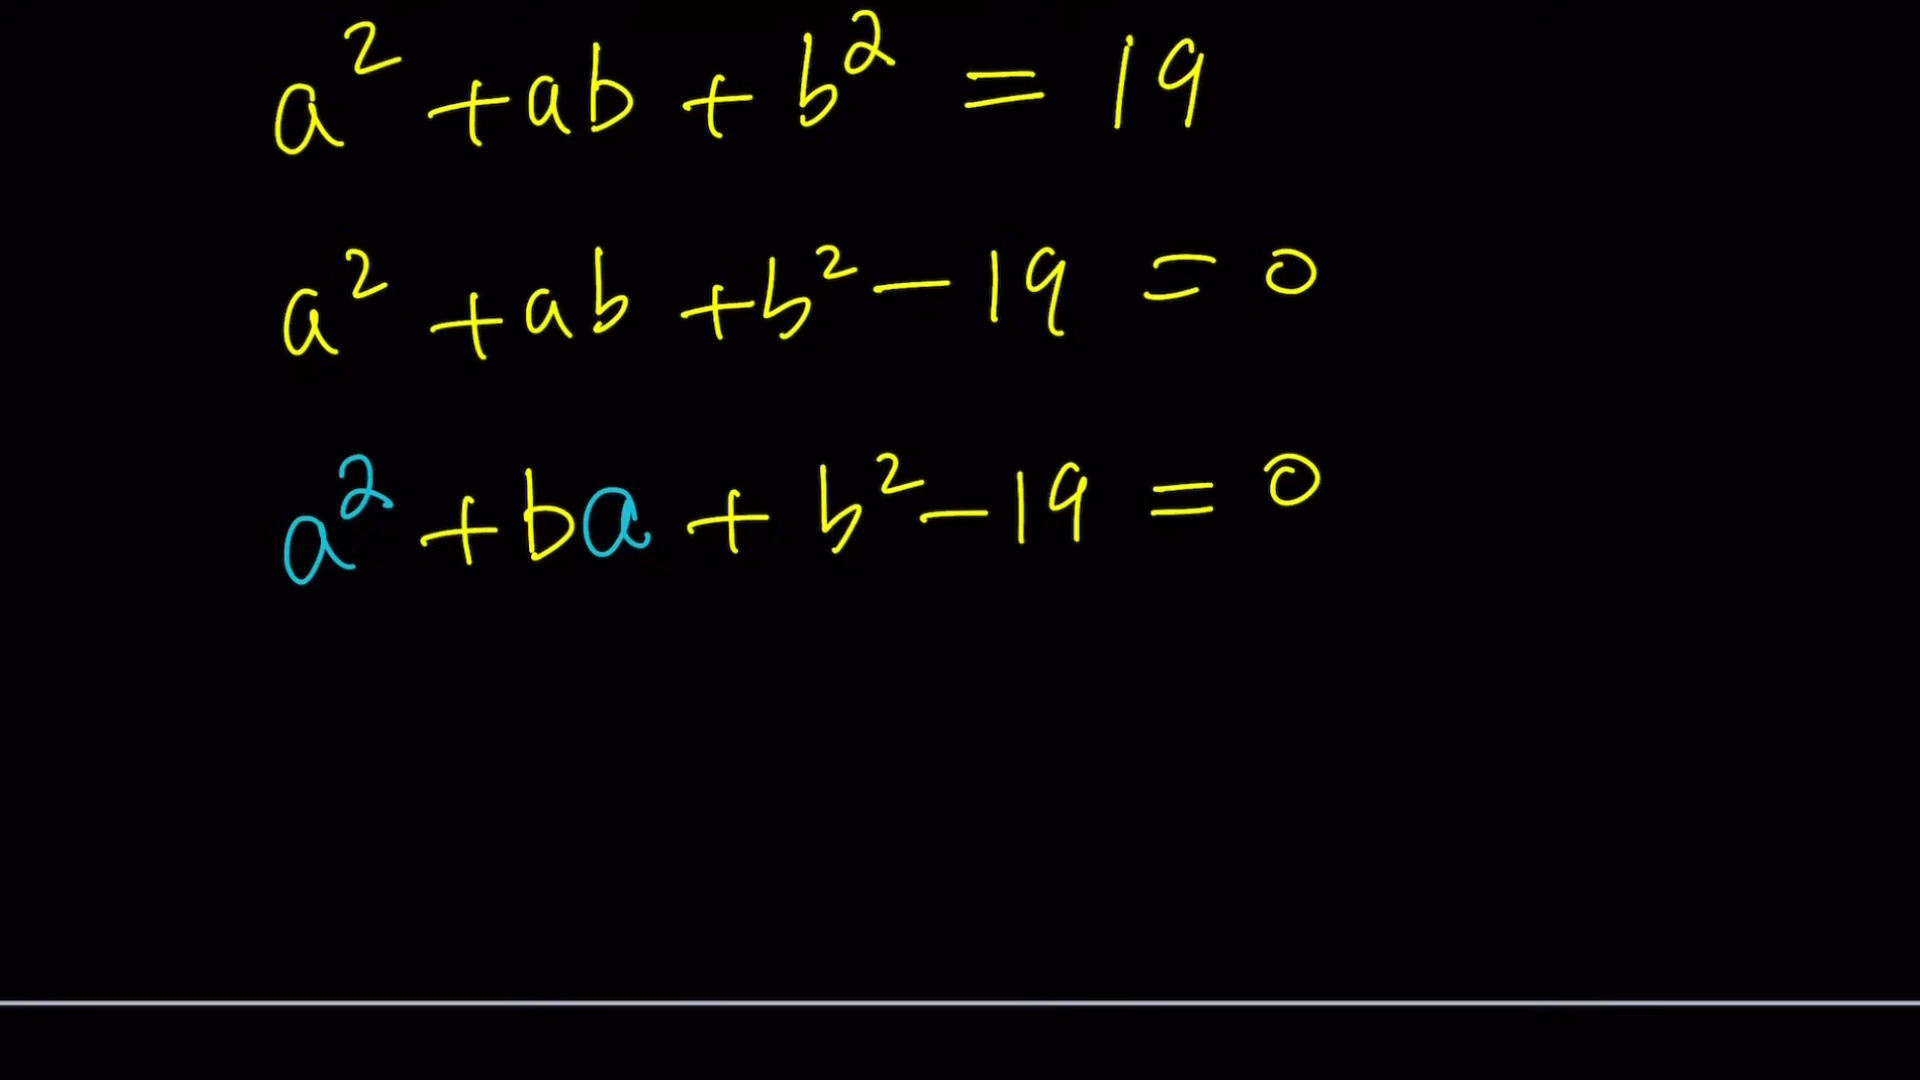 a² + ab + b² = 19
a² + ab + b² - 19 = 0
a² + ba + b² - 19 = 0